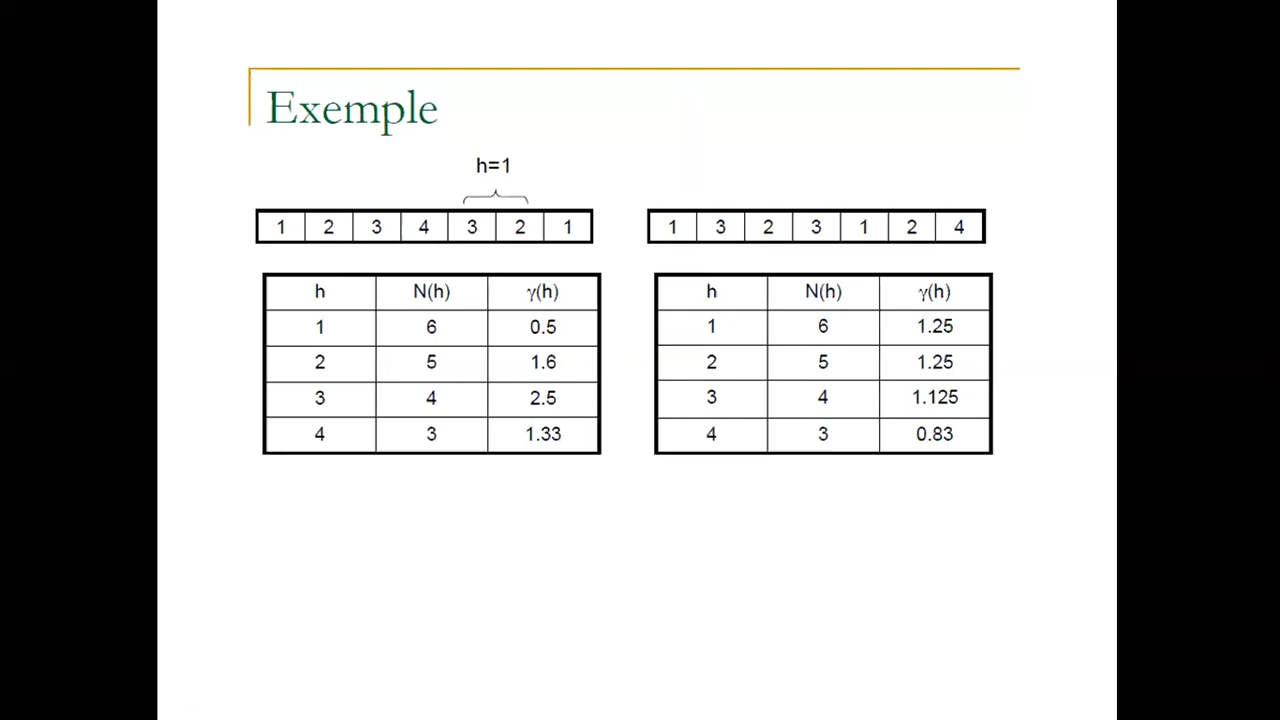 Exemple
h=1
1 2 3 4 3 2 1
1 3 2 3 1 2 4
h N(h) γ(h)
1 6 0.5
2 5 1.6
3 4 2.5
4 3 1.33
h N(h) γ(h)
1 6 1.25
2 5 1.25
3 4 1.125
4 3 0.83